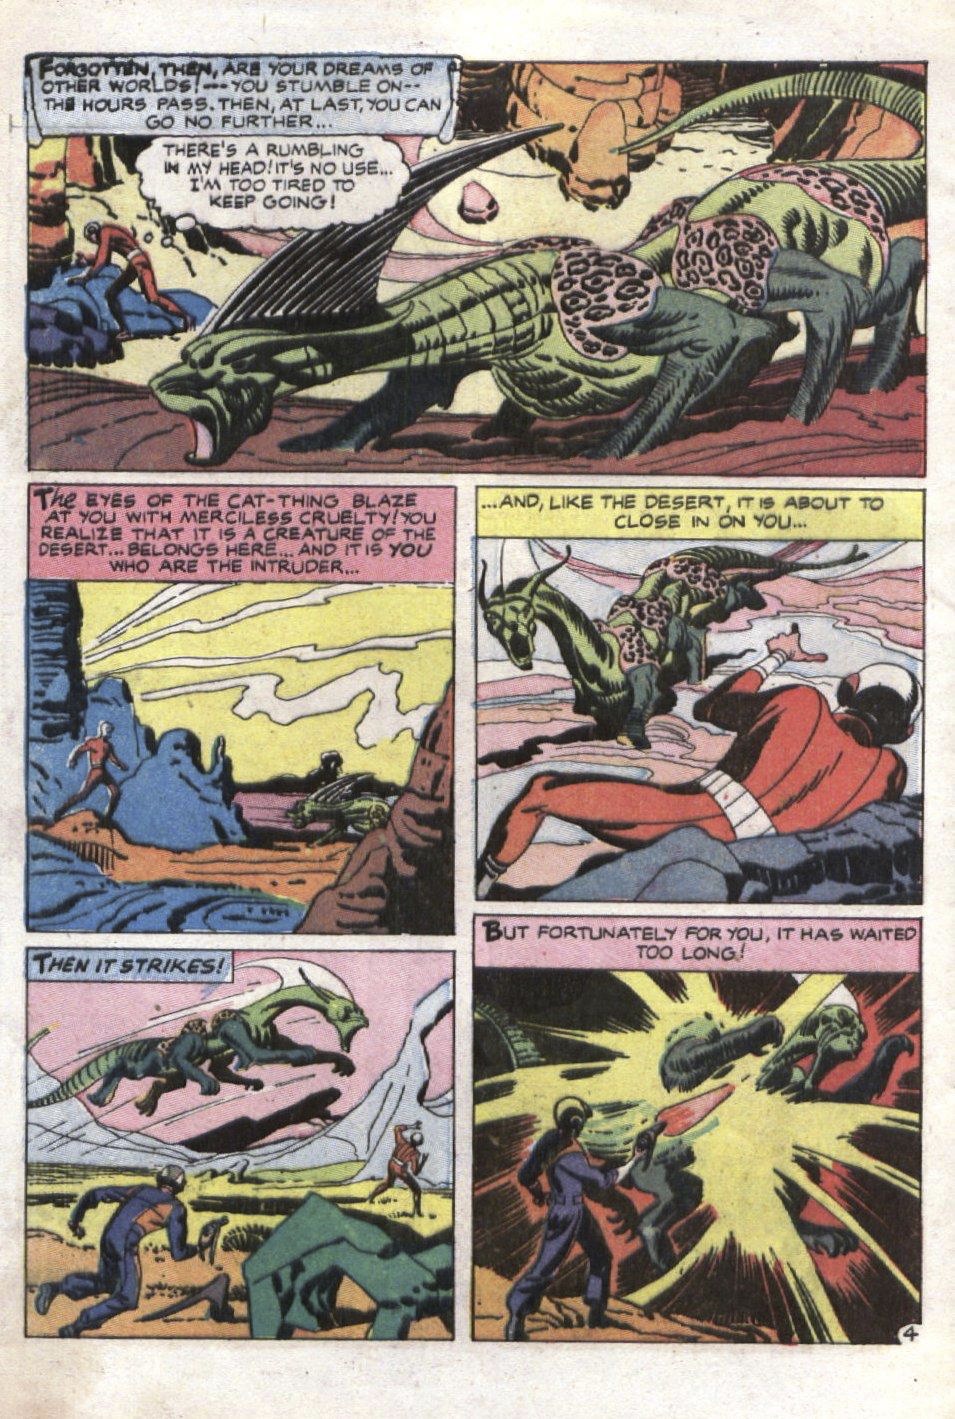 FORGOTTEN, THEN, ARE YOUR DREAMS OF
OTHER WORLDS! --- YOU STUMBLE ON--
THE HOURS PASS. THEN, AT LAST, YOU CAN
GO NO FURTHER...
THERE'S A RUMBLING
IN MY HEAD! IT'S NO USE...
I'M TOO TIRED TO
KEEP GOING!
THE EYES OF THE CAT-THING BLAZE
AT YOU WITH MERCILESS CRUELTY! YOU
REALIZE THAT IT IS A CREATURE OF THE
DESERT... BELONGS HERE... AND IT IS YOU
WHO ARE THE INTRUDER...
...AND, LIKE THE DESERT, IT IS ABOUT TO
CLOSE IN ON YOU...
THEN IT STRIKES!
BUT FORTUNATELY FOR YOU, IT HAS WAITED
TOO LONG!
4